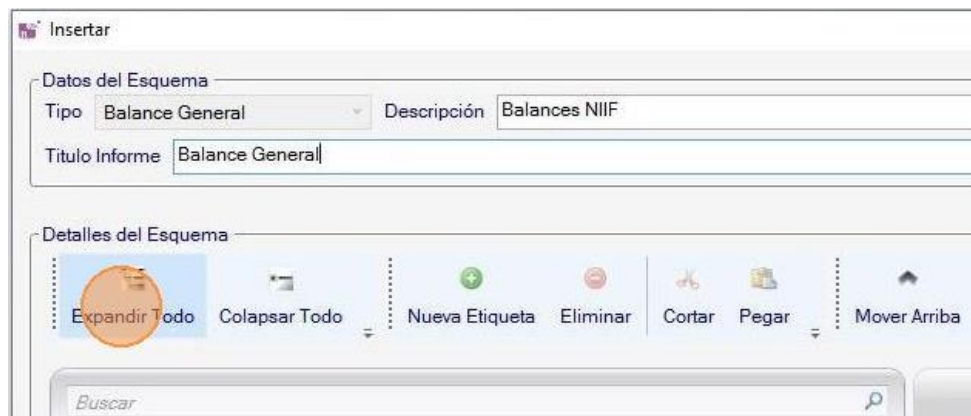 Insertar
Datos del Esquema
Tipo Balance General Descripción Balances NIIF
Titulo Informe Balance General
Detalles del Esquema
Expandir Todo Colapsar Todo Nueva Etiqueta Eliminar Cortar Pegar Mover Arriba
Buscar